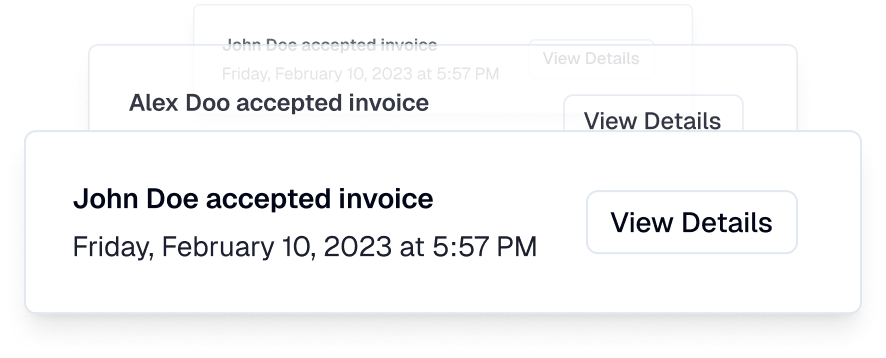 John Doe accepted invoice
Friday, February 10, 2023 at 5:57 PM
View Details
Alex Doo accepted invoice
View Details
John Doe accepted invoice
Friday, February 10, 2023 at 5:57 PM
View Details